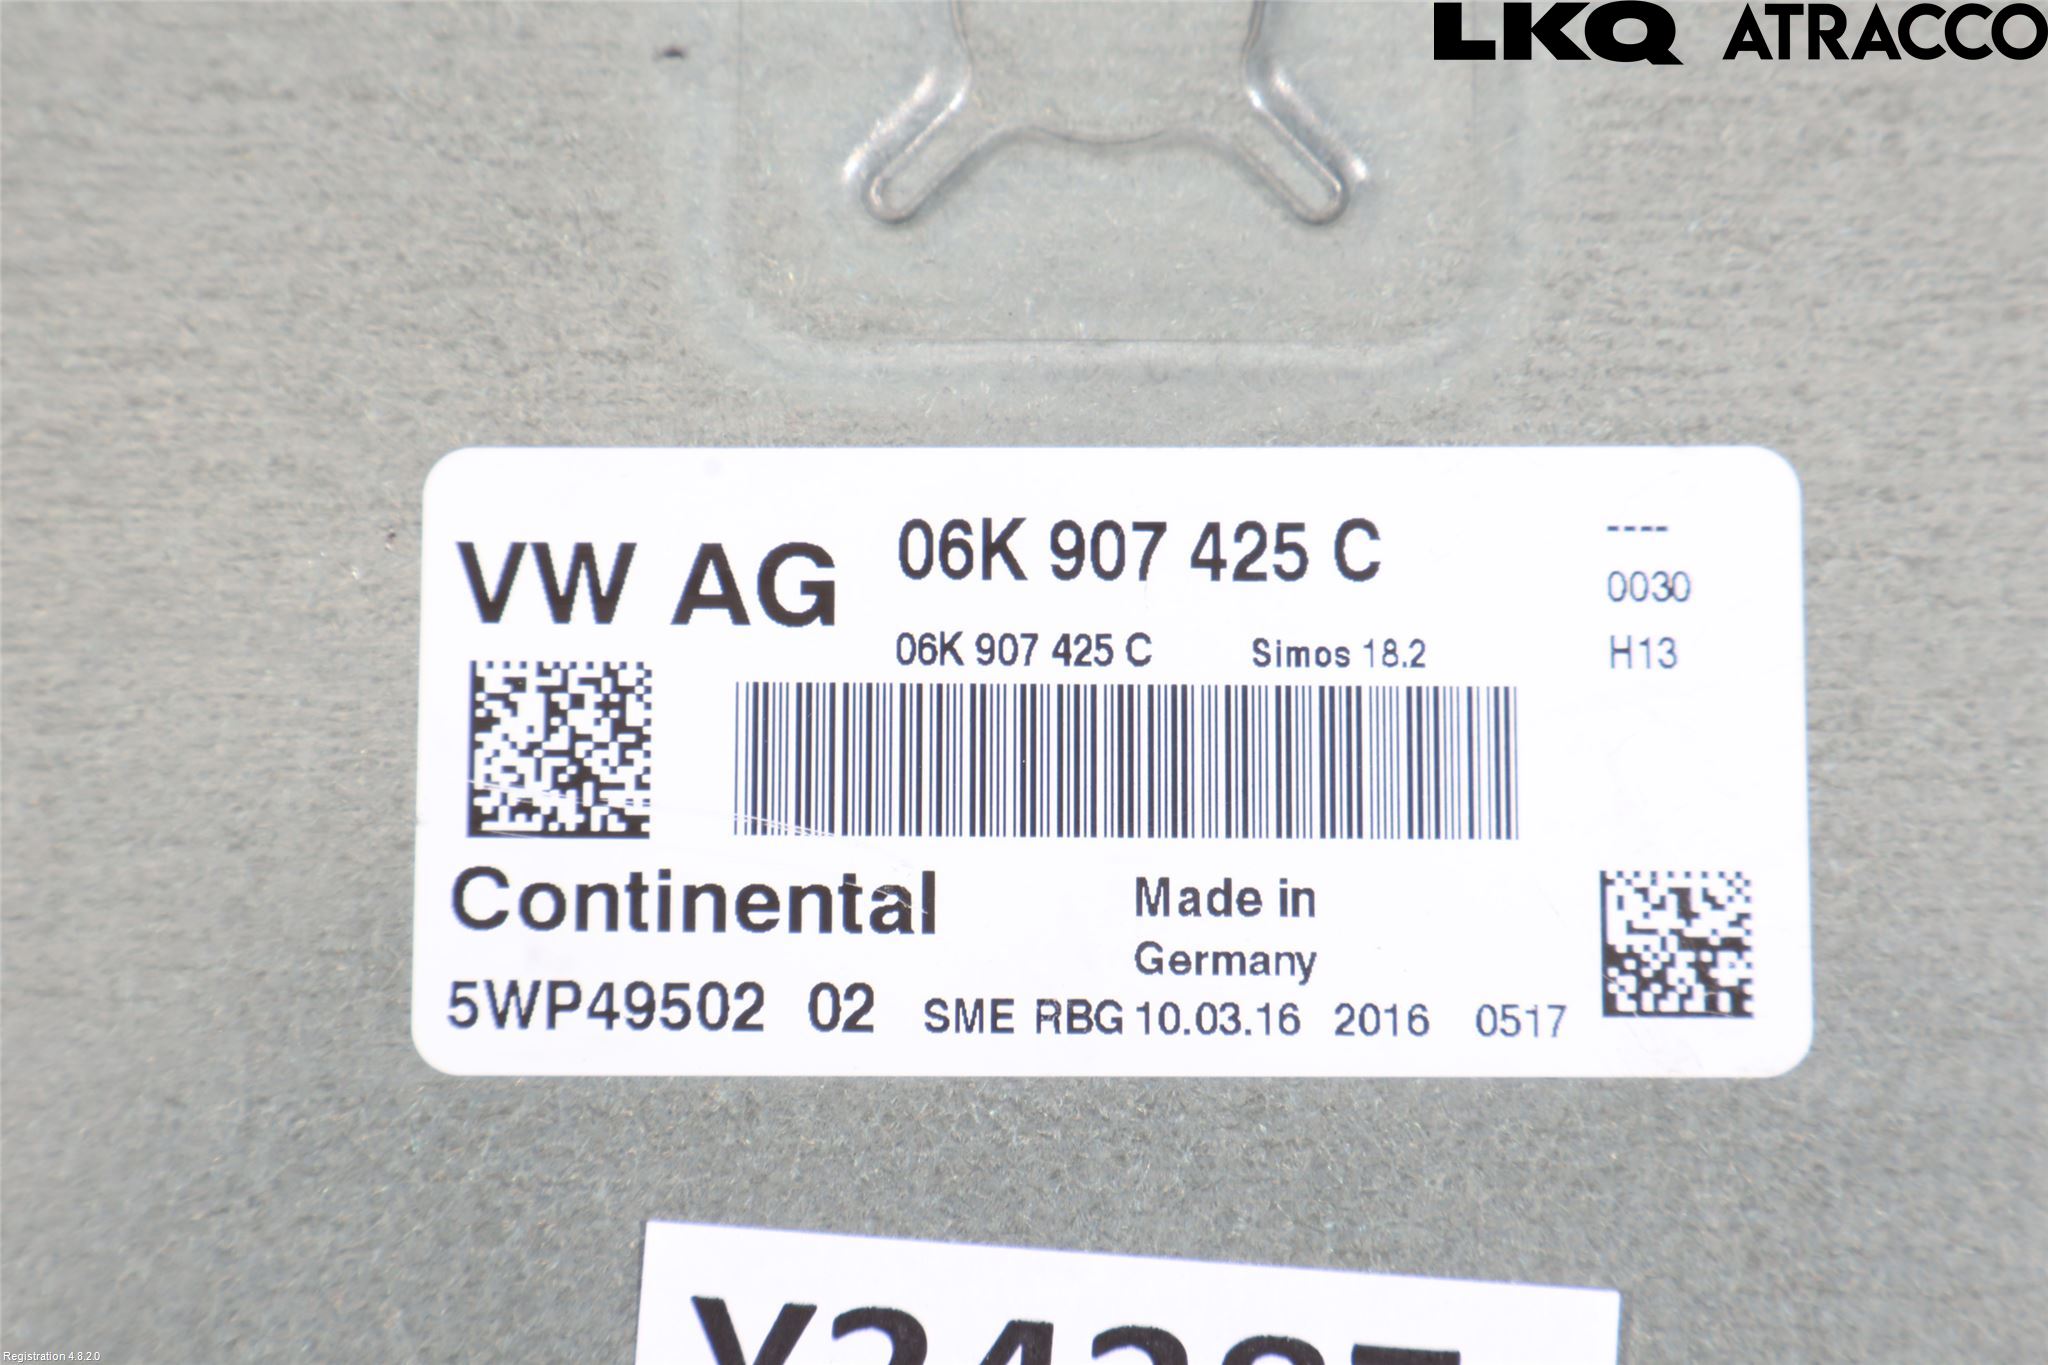 LKQ ATRACCO
VW AG
06K 907 425 C
----
0030
H13
06K 907 425 C Simos 18.2
Continental
Made in
Germany
5WP49502 02 SME RBG 10.03.16 2016 0517
Registration 4.8.2.0